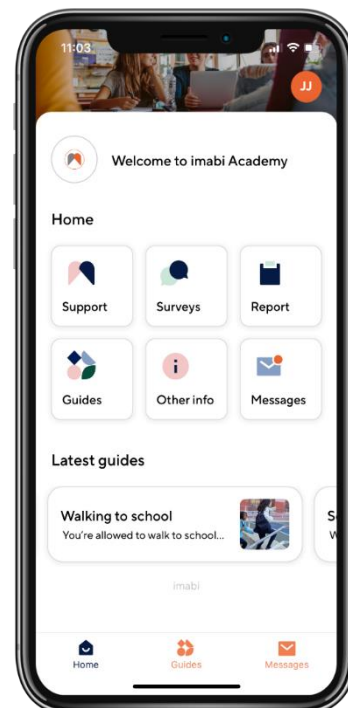 11:03
JJ
Welcome to imabi Academy
Home
Support
Surveys
Report
Guides
Other info
Messages
Latest guides
Walking to school
You're allowed to walk to school...
imabi
Home
Guides
Messages